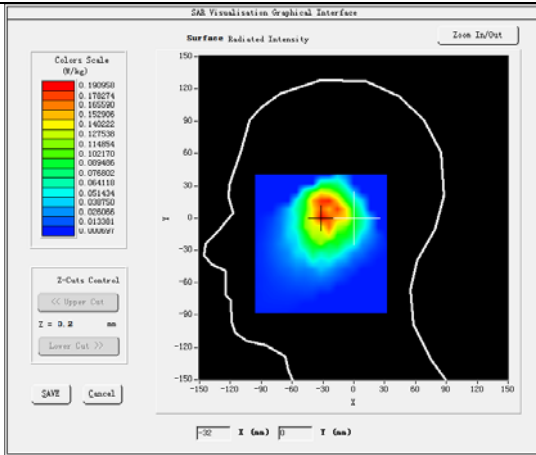 SAR Visualisation Graphical Interface
Surface Radiated Intensity
Zoom In/Out
Colors Scale
(W/kg)
0.190958
0.178274
0.165590
0.152906
0.140222
0.127538
0.114854
0.102170
0.089486
0.076802
0.064118
0.051434
0.038750
0.026066
0.013381
0.000697
Z-Cuts Control
<< Upper Cut
Z = 3.2 mm
Lower Cut >>
SAVE
Cancel
150
120
90
60
30
0
-30
-60
-90
-120
-150
Y
-150 -120 -90 -60 -30 0 30 60 90 120 150
X
-32 X (mm) 0 Y (mm)